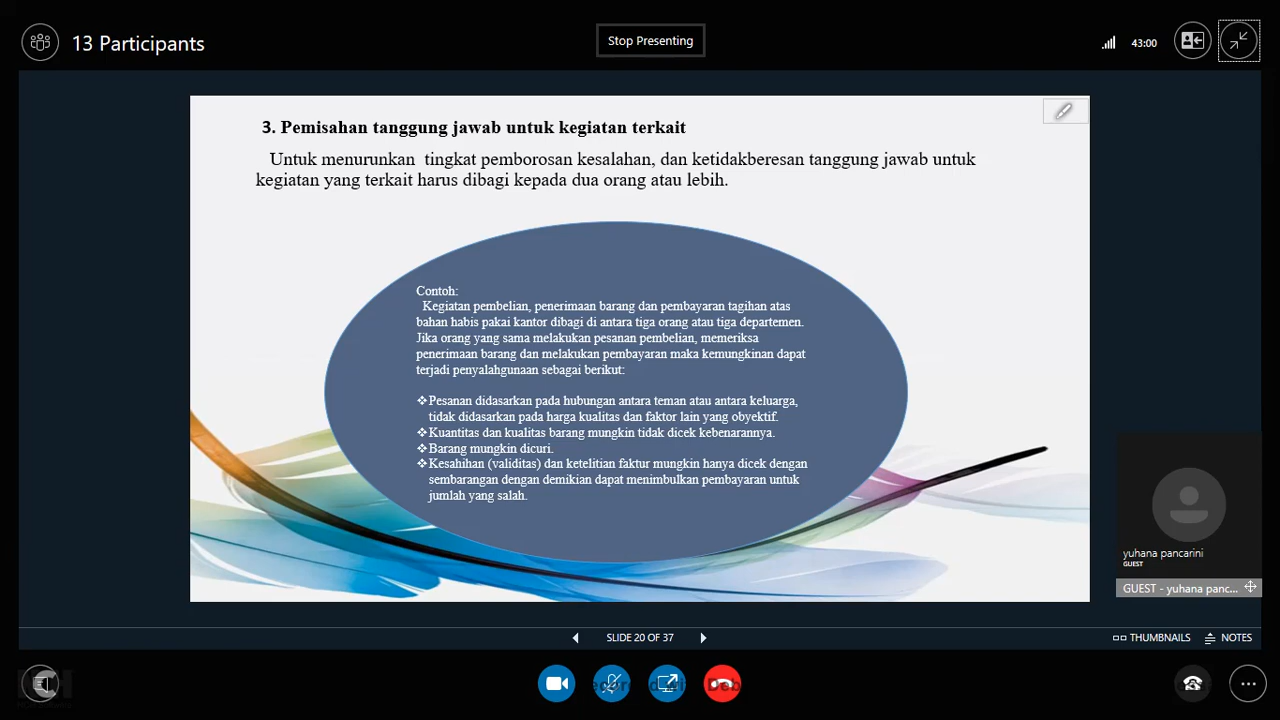 13 Participants
Stop Presenting
43:00
3. Pemisahan tanggung jawab untuk kegiatan terkait
Untuk menurunkan tingkat pemborosan kesalahan, dan ketidakberesan tanggung jawab untuk
kegiatan yang terkait harus dibagi kepada dua orang atau lebih.
Contoh:
Kegiatan pembelian, penerimaan barang dan pembayaran tagihan atas
bahan habis pakai kantor dibagi di antara tiga orang atau tiga departemen.
Jika orang yang sama melakukan pesanan pembelian, memeriksa
penerimaan barang dan melakukan pembayaran maka kemungkinan dapat
terjadi penyalahgunaan sebagai berikut:
❖Pesanan didasarkan pada hubungan antara teman atau antara keluarga,
tidak didasarkan pada harga kualitas dan faktor lain yang obyektif.
❖Kuantitas dan kualitas barang mungkin tidak dicek kebenarannya.
❖Barang mungkin dicuri.
❖Kesahihan (validitas) dan ketelitian faktur mungkin hanya dicek dengan
sembarangan dengan demikian dapat menimbulkan pembayaran untuk
jumlah yang salah.
yuhana pancarini
GUEST
GUEST - yuhana panc...
SLIDE 20 OF 37
THUMBNAILS
NOTES